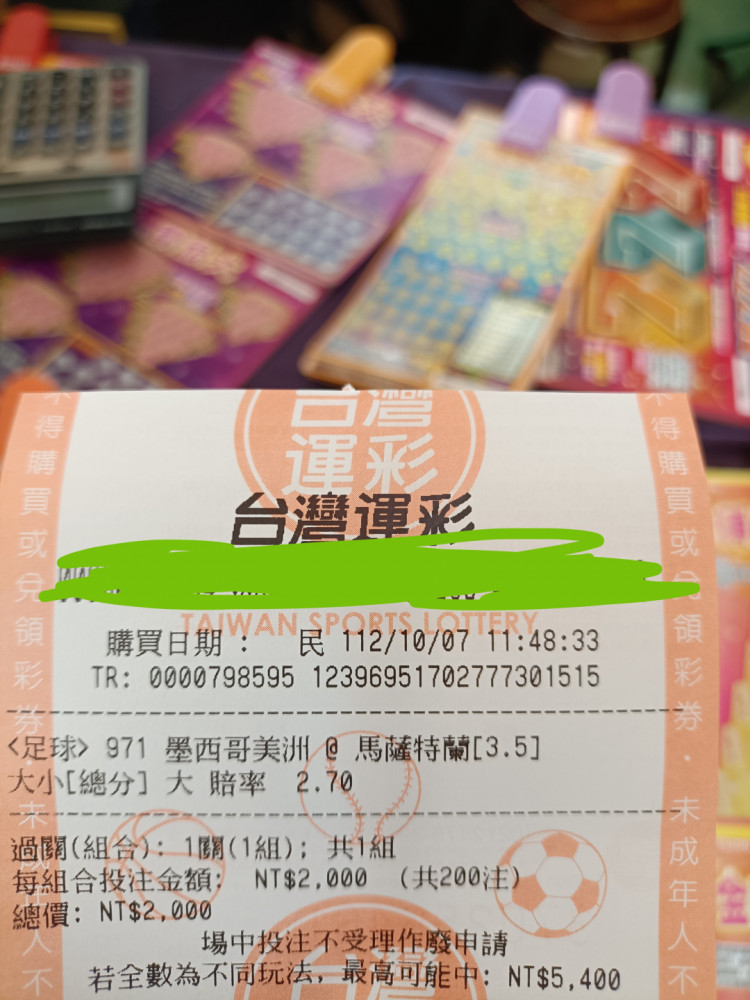 台灣運彩
台灣運彩
TAIWAN SPORTS LOTTERY
購買日期： 民 112/10/07 11:48:33
TR: 0000798595 123969517027777301515
<足球> 971 墨西哥美洲 @ 馬薩特蘭[3.5]
大小[總分] 大 賠率 2.70
過關(組合): 1關(1組); 共1組
每組合投注金額: NT$2,000 (共200注)
總價: NT$2,000
場中投注不受理作廢申請
若全數為不同玩法, 最高可能中: NT$5,400
不得購買或兌領彩券．未成年人不
不得購買或兌領彩券．未成年人不